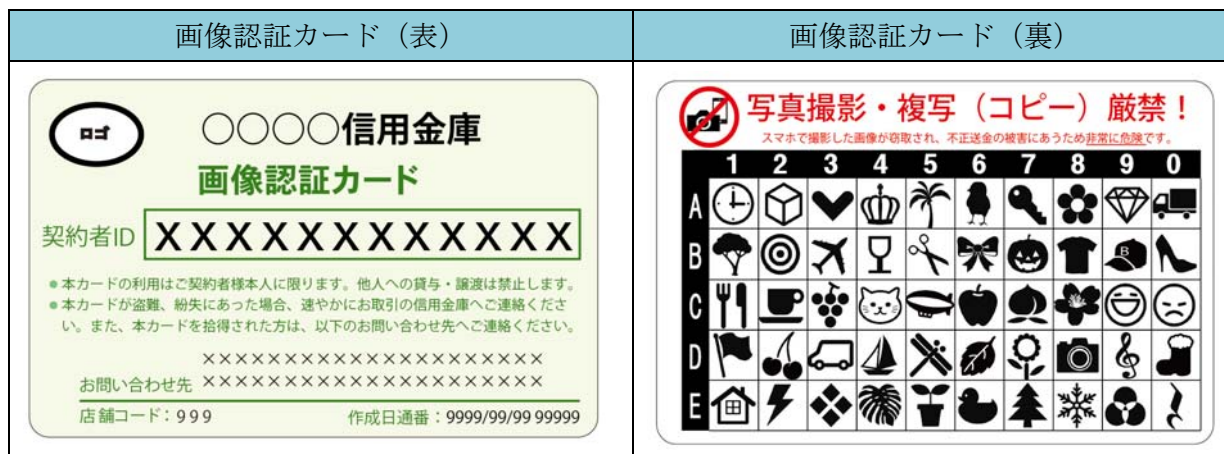 画像認証カード（表）
画像認証カード（裏）
ロゴ
○○○○信用金庫
画像認証カード
契約者ID XXXXXXXXXXXXX
●本カードの利用はご契約者様本人に限ります。他人への貸与・譲渡は禁止します。
●本カードが盗難、紛失にあった場合、速やかにお取引の信用金庫へご連絡くださ
い。また、本カードを拾得された方は、以下のお問い合わせ先へご連絡ください。
×××××××××××××××××××××
お問い合わせ先 ×××××××××××××××××××××
店舗コード：999 作成日通番：9999/99/99 99999
写真撮影・複写（コピー）厳禁！
スマホで撮影した画像が窃取され、不正送金の被害にあうため非常に危険です。
1 2 3 4 5 6 7 8 9 0
A
B
B
C
D
E